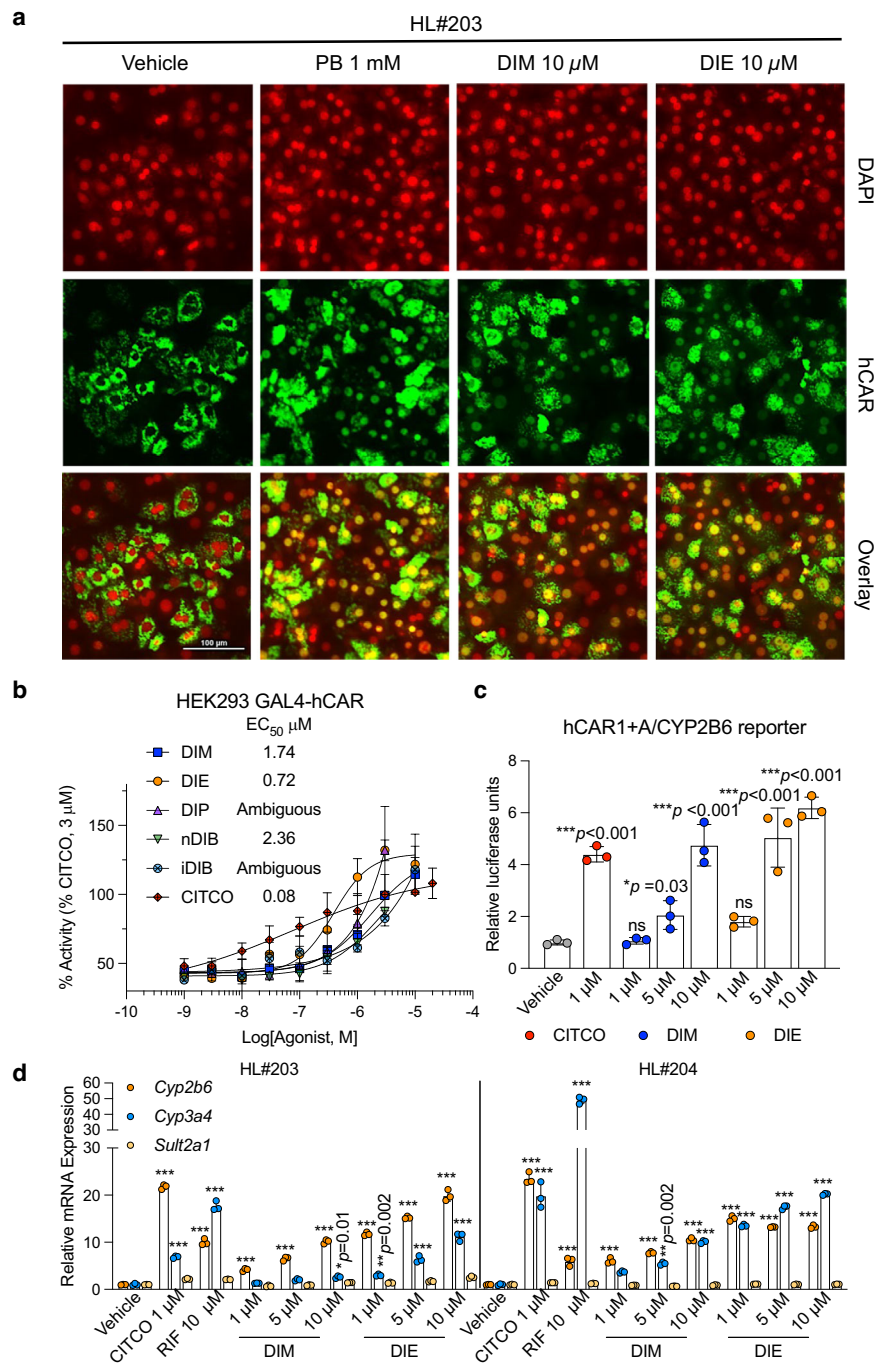 a
HL#203
Vehicle PB 1 mM DIM 10 µM DIE 10 µM
DAPI
hCAR
Overlay
100 µm
b
HEK293 GAL4-hCAR
EC50 µM
DIM 1.74
DIE 0.72
DIP Ambiguous
nDIB 2.36
iDIB Ambiguous
CITCO 0.08
% Activity (% CITCO, 3 µM)
150
100
50
-10 -9 -8 -7 -6 -5 -4
Log[Agonist, M]
c
hCAR1+A/CYP2B6 reporter
Relative luciferase units
8
6
4
2
0
***p<0.001
ns
*p =0.03
***p <0.001
ns
***p<0.001
***p<0.001
Vehicle 1 µM 1 µM 5 µM 10 µM 1 µM 5 µM 10 µM
CITCO DIM DIE
d
HL#203 HL#204
Relative mRNA Expression
60
50
40
30
30
20
10
0
Cyp2b6
Cyp3a4
Sult2a1
*** *** *** *** *** *** *** * p=0.01 *** ** p=0.002 *** *** *** ***
*** *** *** *** *** *** ** p=0.002 *** *** *** *** *** *** *** ***
Vehicle CITCO 1 µM RIF 10 µM 1 µM 5 µM 10 µM 1 µM 5 µM 10 µM Vehicle CITCO 1 µM RIF 10 µM 1 µM 5 µM 10 µM 1 µM 5 µM 10 µM
DIM DIE DIM DIE